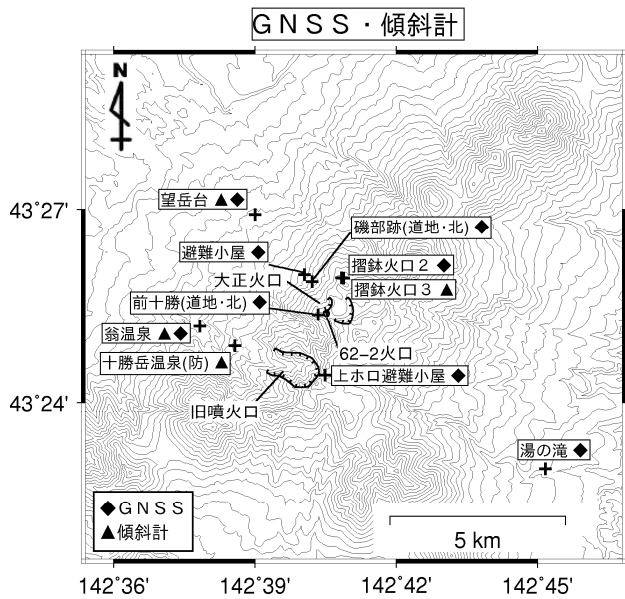 GNSS・傾斜計
N
43°27'
望岳台 ▲◆
磯部跡(道地·北) ◆
避難小屋 ◆
摺鉢火口2 ◆
大正火口
摺鉢火口3 ▲
前十勝(道地·北) ◆
翁温泉 ▲◆
62-2火口
十勝岳温泉(防) ▲
上ホロ避難小屋 ◆
43°24'
旧噴火口
湯の滝 ◆
◆GNSS
▲傾斜計
5 km
142°36' 142°39' 142°42' 142°45'